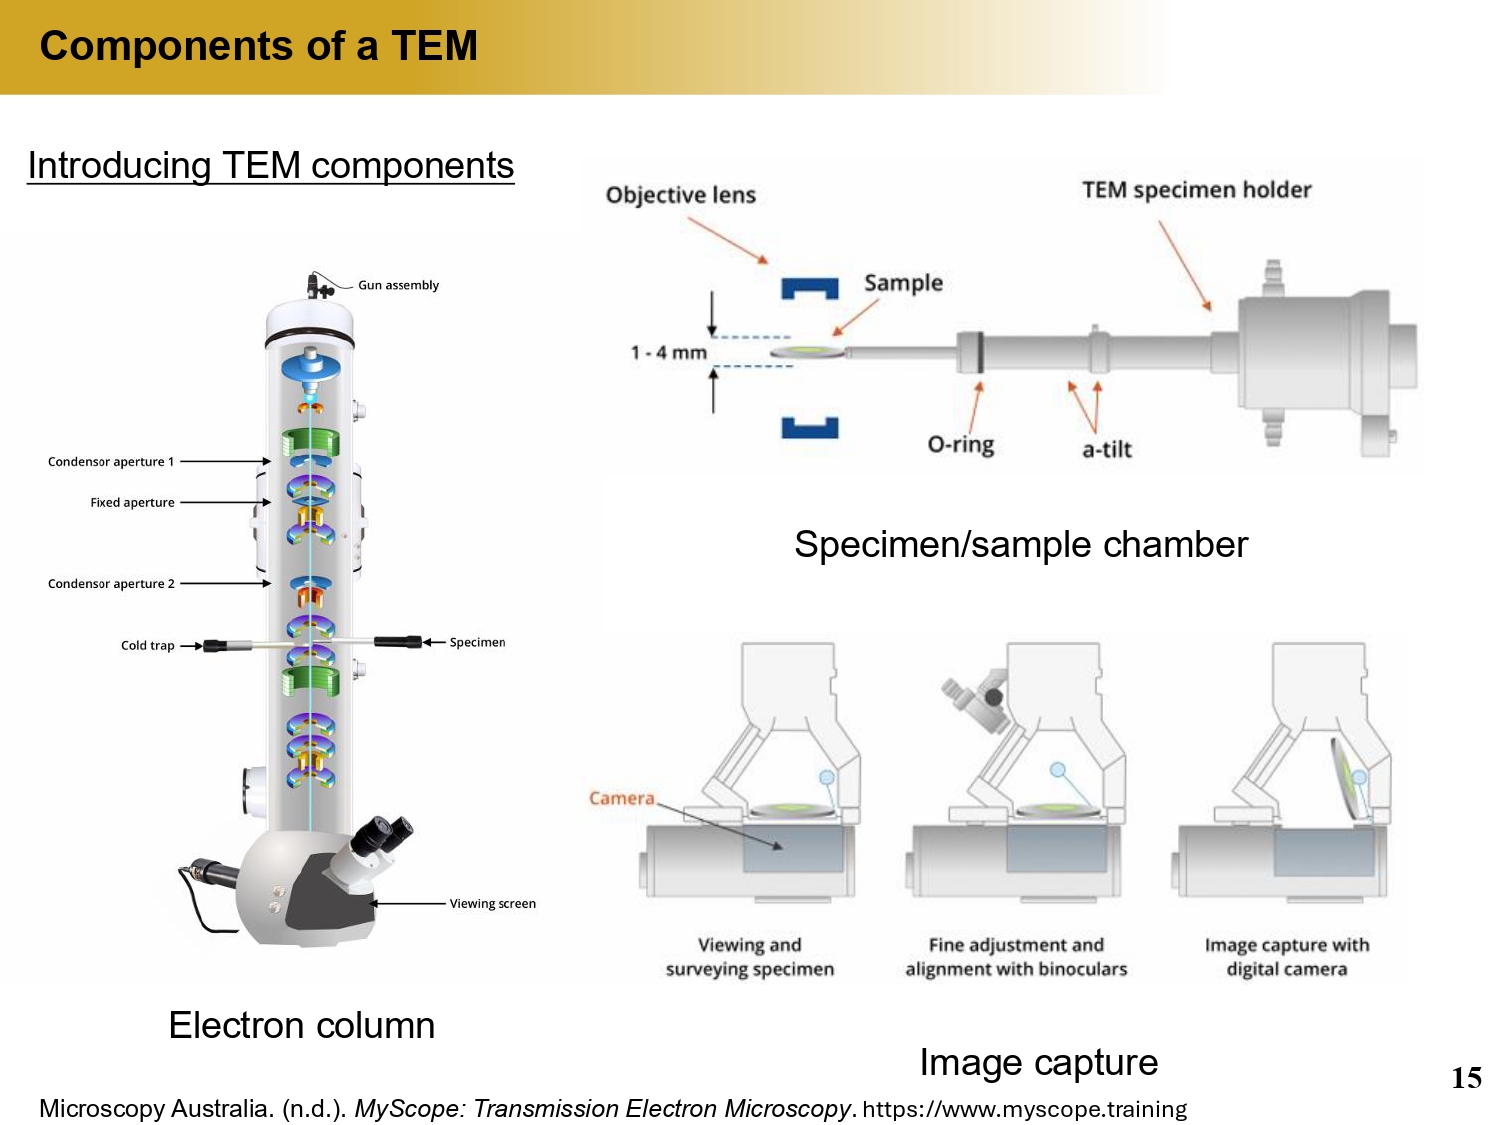 Components of a TEM
Introducing TEM components
Gun assembly
Condensor aperture 1
Fixed aperture
Condensor aperture 2
Cold trap
Specimen
Viewing screen
Electron column
Objective lens
TEM specimen holder
Sample
1 - 4 mm
O-ring
a-tilt
Specimen/sample chamber
Camera
Viewing and
surveying specimen
Fine adjustment and
alignment with binoculars
Image capture with
digital camera
Image capture
15
Microscopy Australia. (n.d.). MyScope: Transmission Electron Microscopy. https://www.myscope.training